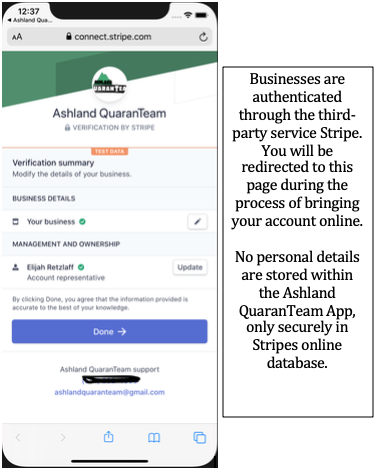 12:37
◀ Ashland Qua...
AA
connect.stripe.com
Ashland QuaranTeam
VERIFICATION BY STRIPE
TEST DATA
Verification summary
Modify the details of your business.
BUSINESS DETAILS
Your business
MANAGEMENT AND OWNERSHIP
Elijah Retzlaff
Update
Account representative
By clicking Done, you agree that the information provided is
accurate to the best of your knowledge.
Done →
Ashland QuaranTeam support
ashlandquaranteam@gmail.com
Businesses are
authenticated
through the third-
party service Stripe.
You will be
redirected to this
page during the
process of bringing
your account online.
No personal details
are stored within
the Ashland
QuaranTeam App,
only securely in
Stripes online
database.